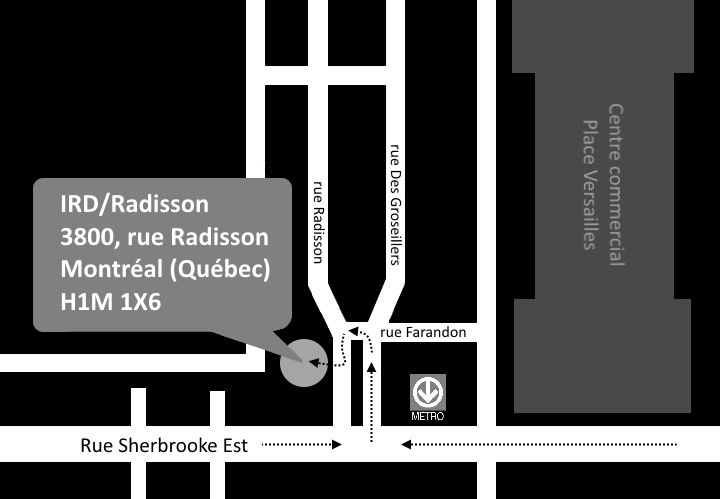 IRD/Radisson
3800, rue Radisson
Montréal (Québec)
H1M 1X6
rue Radisson
rue Des Groseillers
Centre commercial
Place Versailles
rue Farandon
METRO
Rue Sherbrooke Est